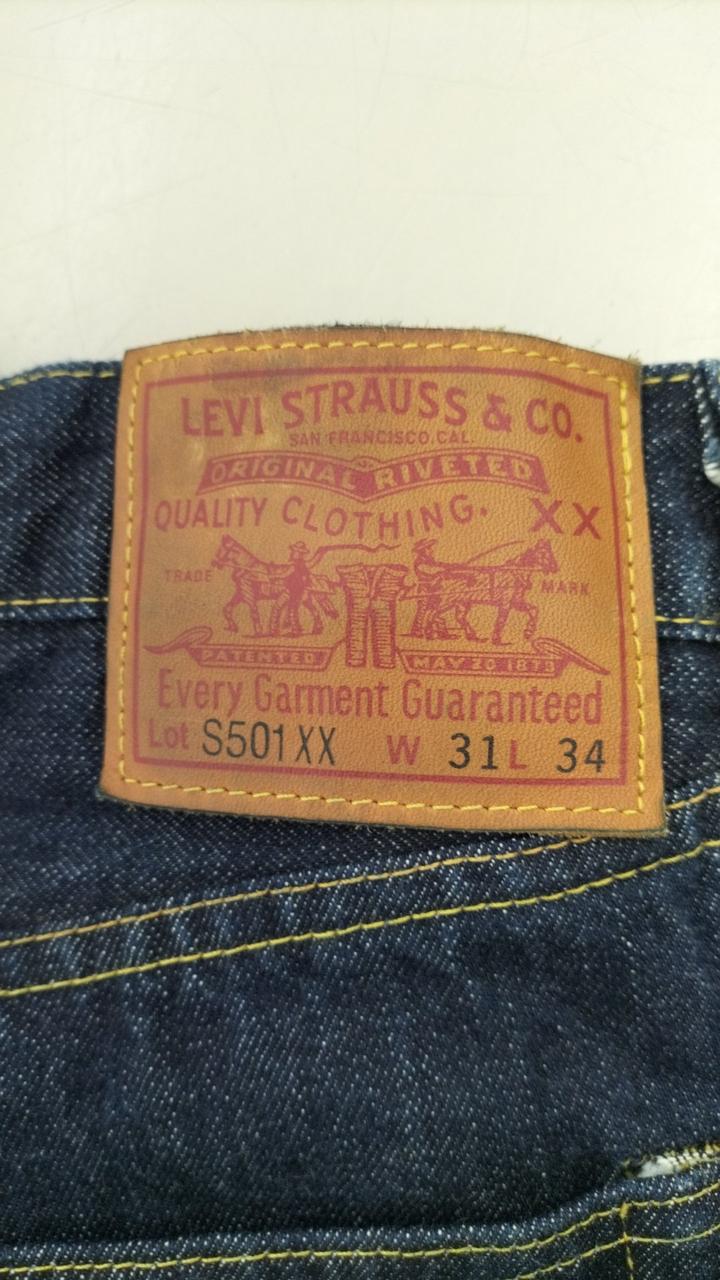 LEVI STRAUSS & CO.
SAN FRANCISCO, CAL.
ORIGINAL RIVETED
QUALITY CLOTHING. XX
TRADE MARK
PATENTED MAY 20 1873
Every Garment Guaranteed
Lot S501XX W 31 L 34